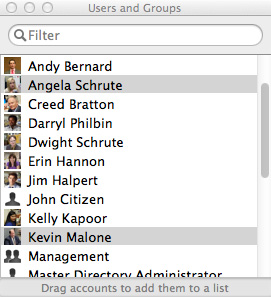 Users and Groups
Filter
Andy Bernard
Angela Schrute
Creed Bratton
Darryl Philbin
Dwight Schrute
Erin Hannon
Jim Halpert
John Citizen
Kelly Kapoor
Kevin Malone
Management
Master Directory Administrator
Drag accounts to add them to a list